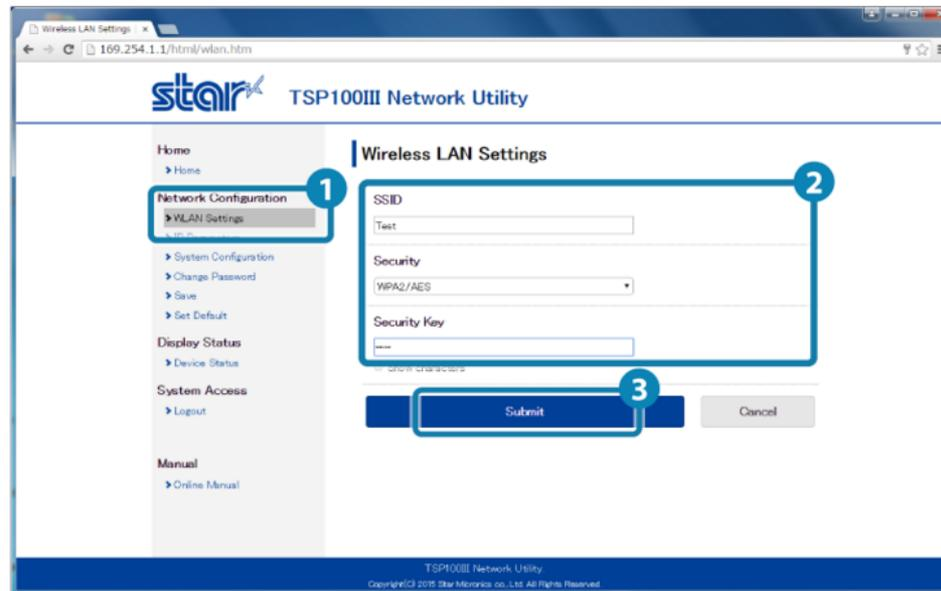 Wireless LAN Settings
169.254.1.1/html/wlan.htm
star
TSP100III Network Utility
Home
Home
Network Configuration
WLAN Settings
System Configuration
Change Password
Save
Set Default
Display Status
Device Status
System Access
Logout
Manual
Online Manual
Wireless LAN Settings
1
2
SSID
Test
Security
WPA2/AES
Security Key
Show characters
3
Submit
Cancel
TSP100III Network Utility
Copyright(C) 2015 Star Micronics co., Ltd. All Rights Reserved.